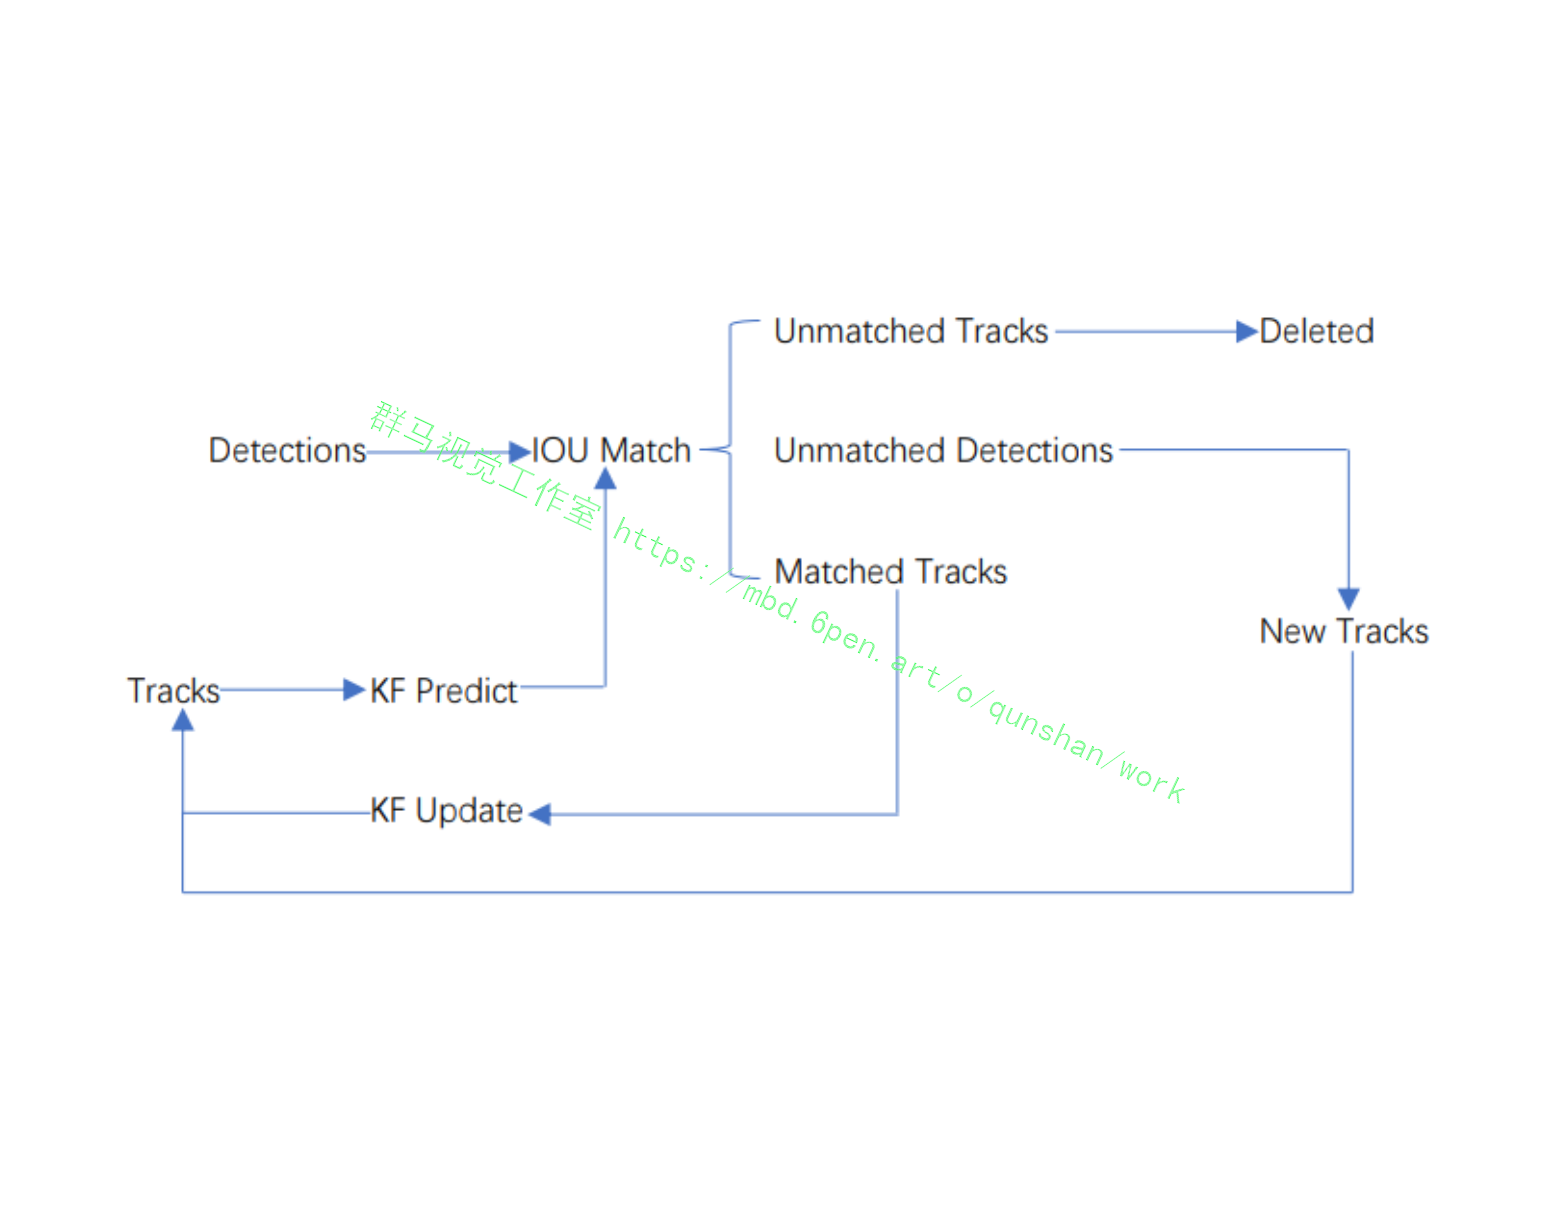 Unmatched Tracks
Deleted
Detections
IOU Match
Unmatched Detections
Matched Tracks
New Tracks
Tracks
KF Predict
KF Update
群马视觉工作室 https://mbd.6pen.art/o/qunshan/work